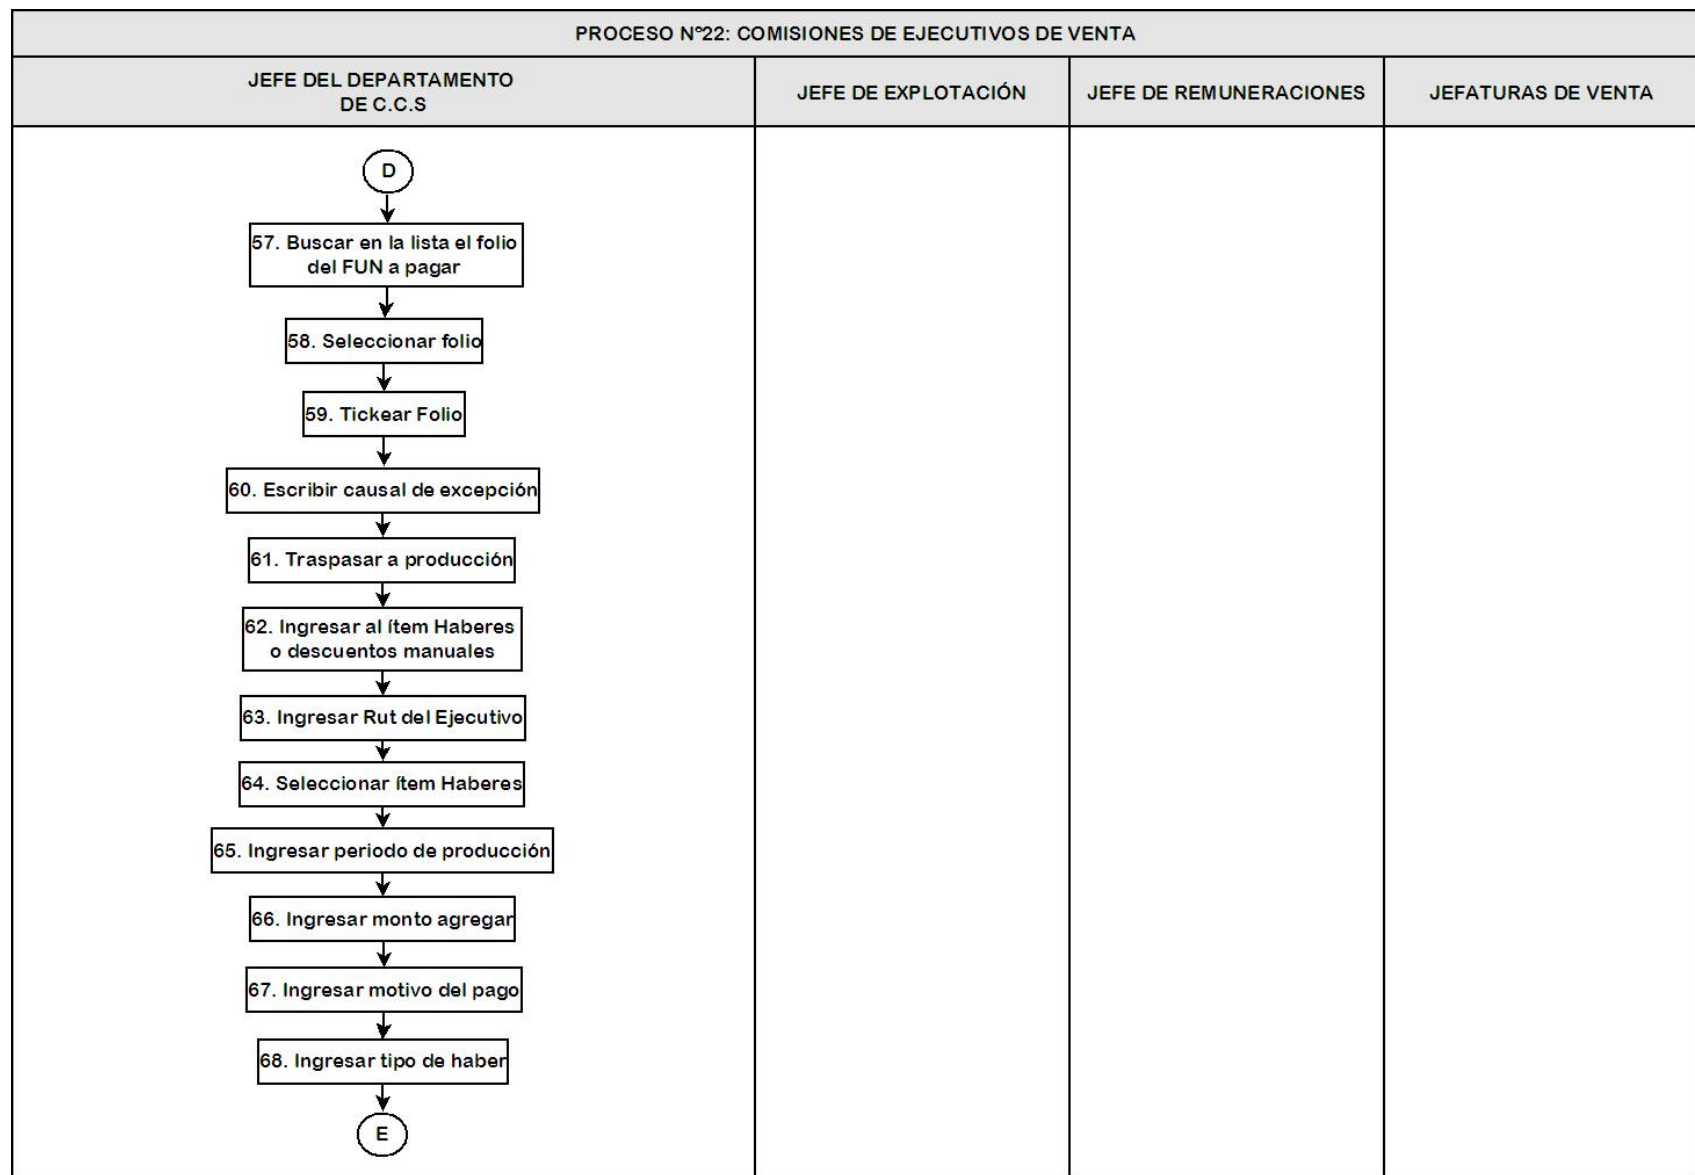 PROCESO Nº22: COMISIONES DE EJECUTIVOS DE VENTA
JEFE DEL DEPARTAMENTO
DE C.C.S
JEFE DE EXPLOTACIÓN
JEFE DE REMUNERACIONES
JEFATURAS DE VENTA
D
57. Buscar en la lista el folio
del FUN a pagar
58. Seleccionar folio
59. Tickear Folio
60. Escribir causal de excepción
61. Traspasar a producción
62. Ingresar al ítem Haberes
o descuentos manuales
63. Ingresar Rut del Ejecutivo
64. Seleccionar ítem Haberes
65. Ingresar periodo de producción
66. Ingresar monto agregar
67. Ingresar motivo del pago
68. Ingresar tipo de haber
E